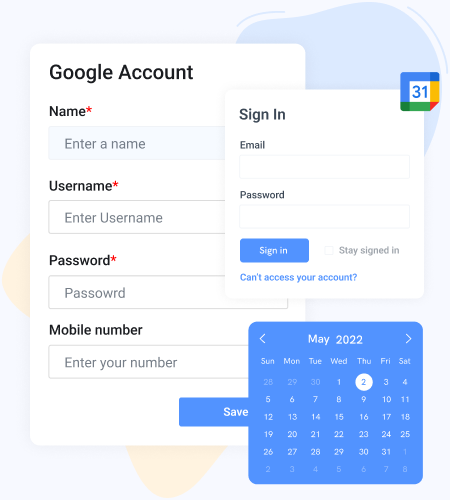 Google Account
Name*
Enter a name
Username*
Enter Username
Password*
Passowrd
Mobile number
Enter your number
Save
31
Sign In
Email
Password
Sign in
Stay signed in
Can't access your account?
May 2022
Sun Mon Tue Wed Thu Fri Sat
28 29 30 1 2 3 4
5 6 7 8 9 10 11
12 13 14 15 16 17 18
19 20 21 22 23 24 25
26 27 28 29 30 31 1
2 3 4 5 6 7 8